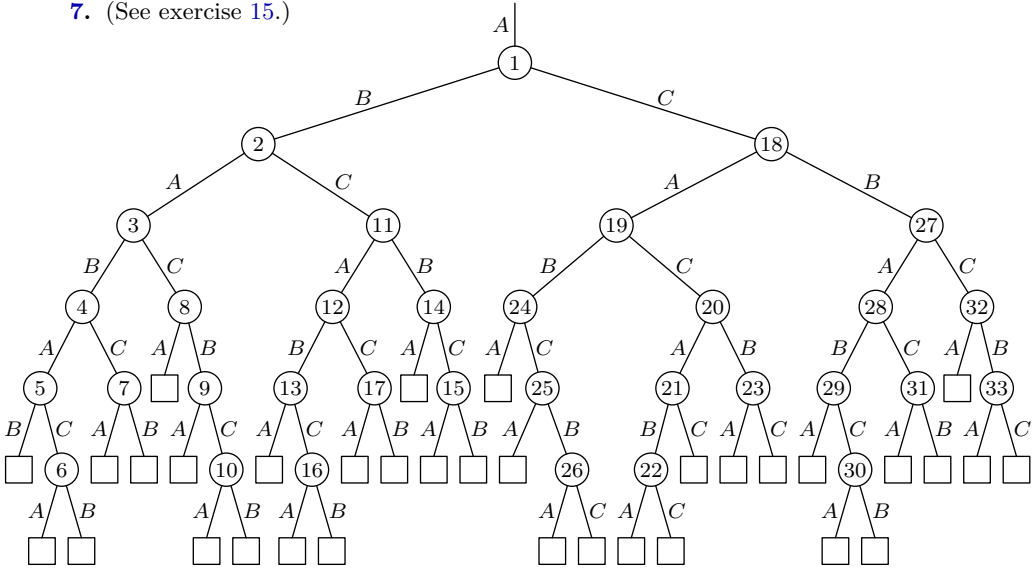 7. (See exercise 15.)
A
1
B C
2 18
A C A B
3 11 19 27
B C A B B C A C
4 8 12 14 24 20 28 32
A C A B B C A C A C A B B C A B
5 7 9 13 17 15 25 21 23 29 31 33
B C A B A C A C A B A B A B B C A C A C A B A C
6 10 16 26 22 30
A B A B A B A C A C A B